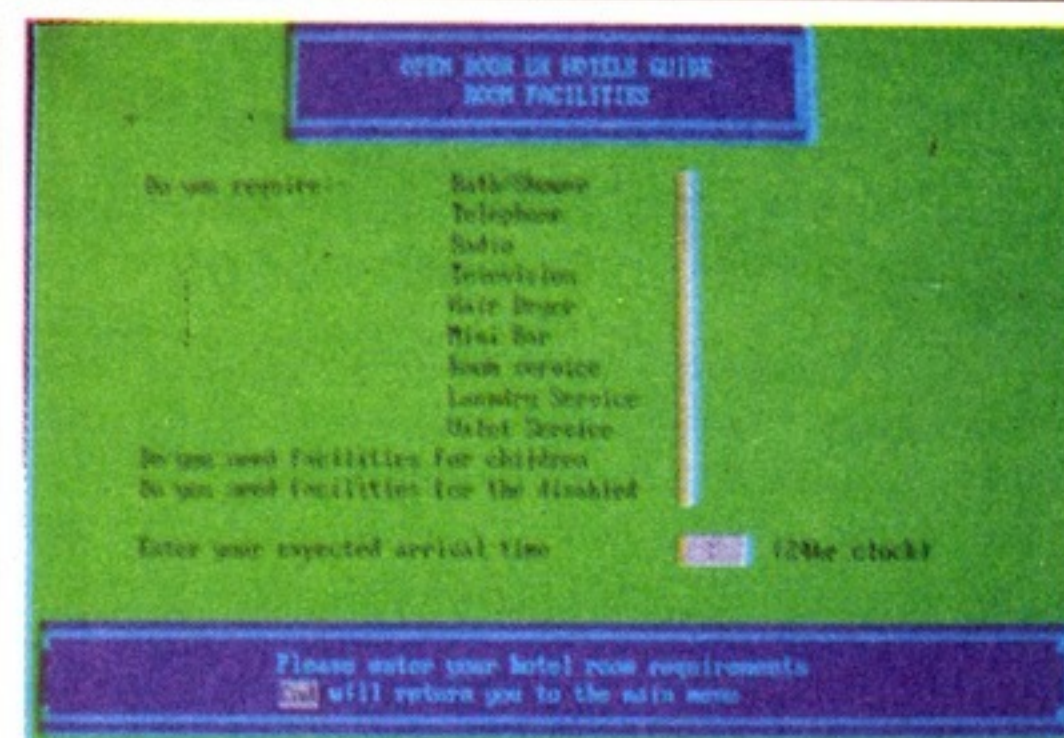 OPEN DOOR UK HOTELS GUIDE
ROOM FACILITIES
Do you require:-
Bath/Shower
Telephone
Radio
Television
Hair Dryer
Mini Bar
Room service
Laundry Service
Valet Service
Do you need facilities for children
Do you need facilities for the disabled
Enter your expected arrival time : (24hr clock)
Please enter your hotel room requirements
will return you to the main menu